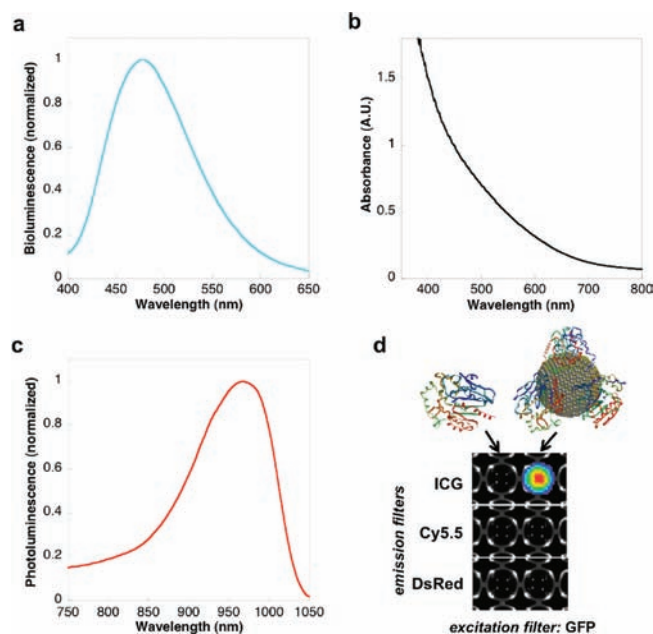 a
Bioluminescence (normalized)
1
0.8
0.6
0.4
0.2
0
400 450 500 550 600 650
Wavelength (nm)
b
Absorbance (A.U.)
1.5
1
0.5
0
400 500 600 700 800
Wavelength (nm)
c
Photoluminescence (normalized)
1
0.8
0.6
0.4
0.2
0
750 800 850 900 950 1000 1050
Wavelength (nm)
d
emission filters
ICG
Cy5.5
DsRed
excitation filter: GFP